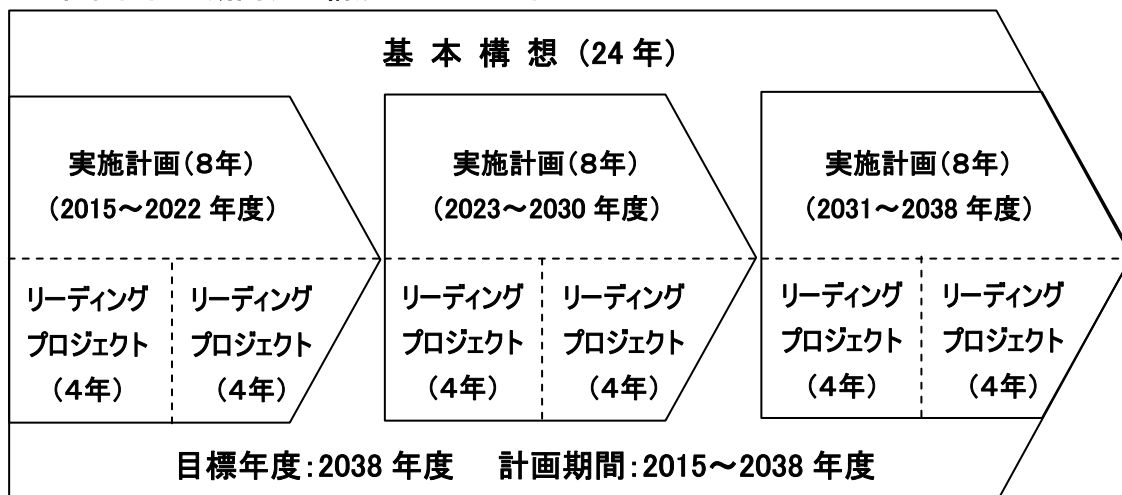 基 本 構 想 (24 年)
実施計画(8年)
(2015~2022 年度)
リーディング
プロジェクト
(4年)
リーディング
プロジェクト
(4年)
実施計画(8年)
(2023~2030 年度)
リーディング
プロジェクト
(4年)
リーディング
プロジェクト
(4年)
実施計画(8年)
(2031~2038 年度)
リーディング
プロジェクト
(4年)
リーディング
プロジェクト
(4年)
目標年度:2038 年度 計画期間:2015~2038 年度